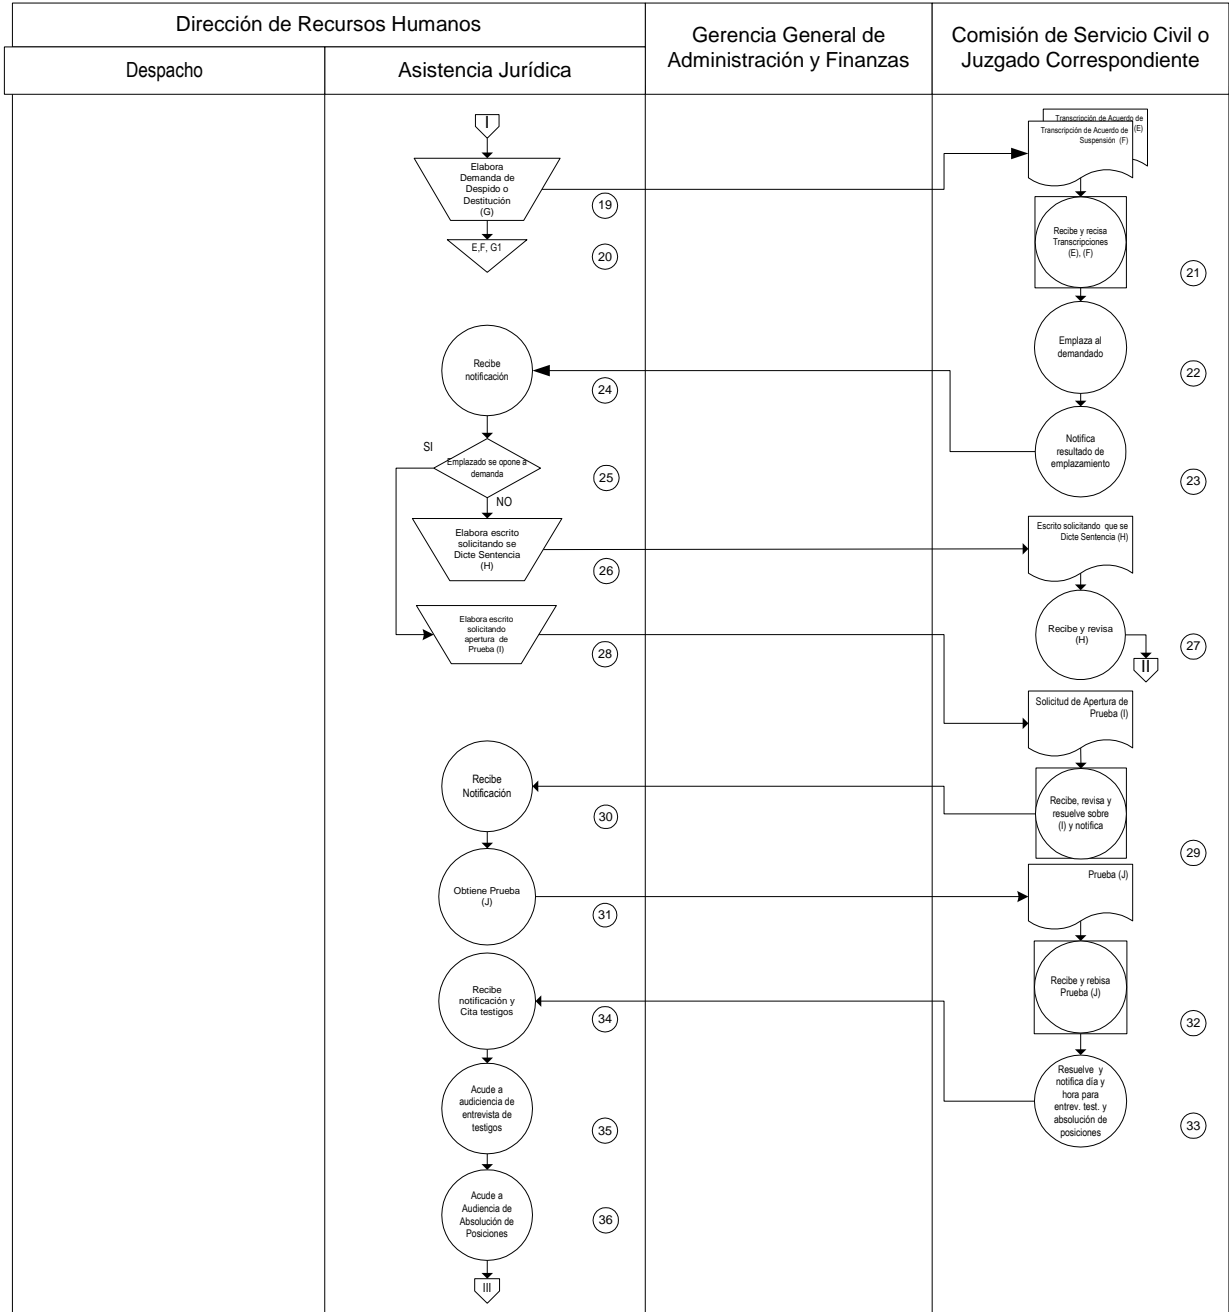 Dirección de Recursos Humanos
Gerencia General de
Administración y Finanzas
Comisión de Servicio Civil o
Juzgado Correspondiente
Despacho
Asistencia Jurídica
I
Elabora
Demanda de
Despido o
Destitución
(G)
19
E,F, G1
20
Transcripción de Acuerdo de
(E)
Transcripción de Acuerdo de
Suspensión (F)
Recibe y recisa
Transcripciones
(E), (F)
21
Emplaza al
demandado
22
Recibe
notificación
24
Notifica
resultado de
emplazamiento
23
SI
Emplazado se opone a
demanda
25
NO
Elabora escrito
solicitando se
Dicte Sentencia
(H)
26
Escrito solicitando que se
Dicte Sentencia (H)
Recibe y revisa
(H)
27
II
Elabora escrito
solicitando
apertura de
Prueba (I)
28
Solicitud de Apertura de
Prueba (I)
Recibe, revisa y
resuelve sobre
(I) y notifica
29
Recibe
Notificación
30
Obtiene Prueba
(J)
31
Prueba (J)
Recibe y rebisa
Prueba (J)
32
Resuelve y
notifica día y
hora para
entrev. test. y
absolución de
posiciones
33
Recibe
notificación y
Cita testigos
34
Acude a
audiciencia de
entrevista de
testigos
35
Acude a
Audiencia de
Absolución de
Posiciones
36
III